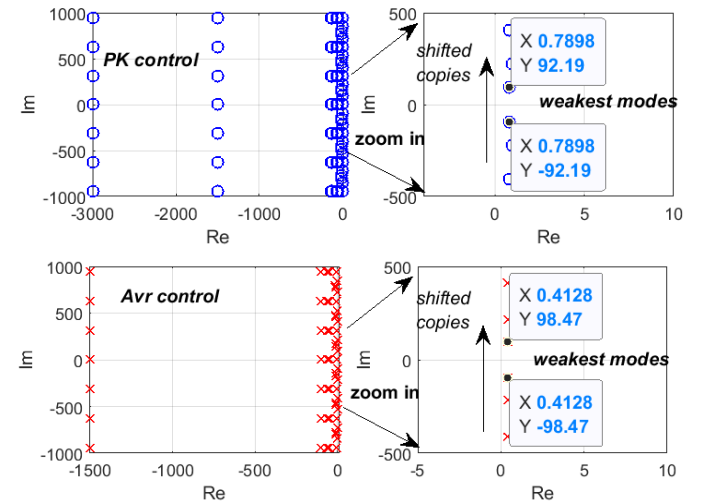 1000
500
0
-500
-1000
Im
-3000
-2000
-1000
0
Re
PK control
zoom in
500
0
-500
0
5
10
Re
Im
shifted
copies
X 0.7898
Y 92.19
weakest modes
X 0.7898
Y -92.19
1000
500
0
-500
-1000
Im
-1500
-1000
-500
0
Re
Avr control
zoom in
500
0
-500
-5
0
5
10
Re
Im
shifted
copies
X 0.4128
Y 98.47
weakest modes
X 0.4128
Y -98.47